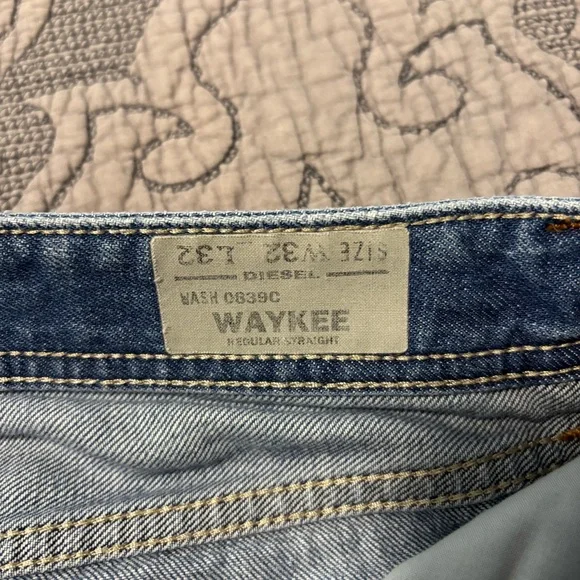 SIZE W32 L32
DIESEL
WASH 0839C
WAYKEE
REGULAR STRAIGHT